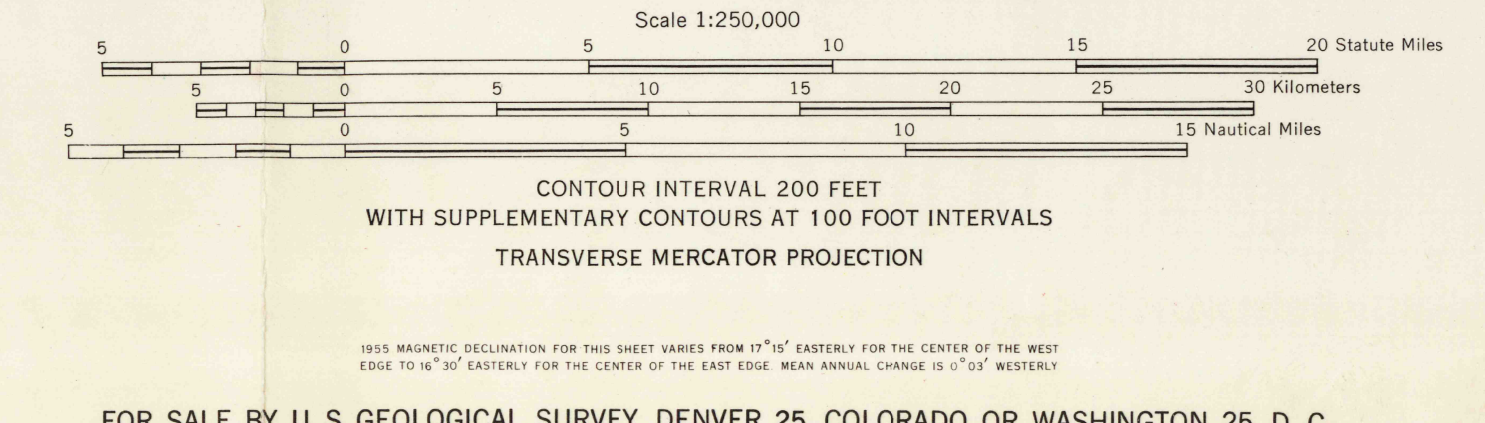 Scale 1:250,000
5 0 5 10 15 20 Statute Miles
5 0 5 10 15 20 25 30 Kilometers
5 0 5 10 15 Nautical Miles
CONTOUR INTERVAL 200 FEET
WITH SUPPLEMENTARY CONTOURS AT 100 FOOT INTERVALS
TRANSVERSE MERCATOR PROJECTION
1955 MAGNETIC DECLINATION FOR THIS SHEET VARIES FROM 17°15′ EASTERLY FOR THE CENTER OF THE WEST
EDGE TO 16°30′ EASTERLY FOR THE CENTER OF THE EAST EDGE. MEAN ANNUAL CHANGE IS 0°03′ WESTERLY
FOR SALE BY U. S. GEOLOGICAL SURVEY, DENVER 25, COLORADO OR WASHINGTON 25, D. C.